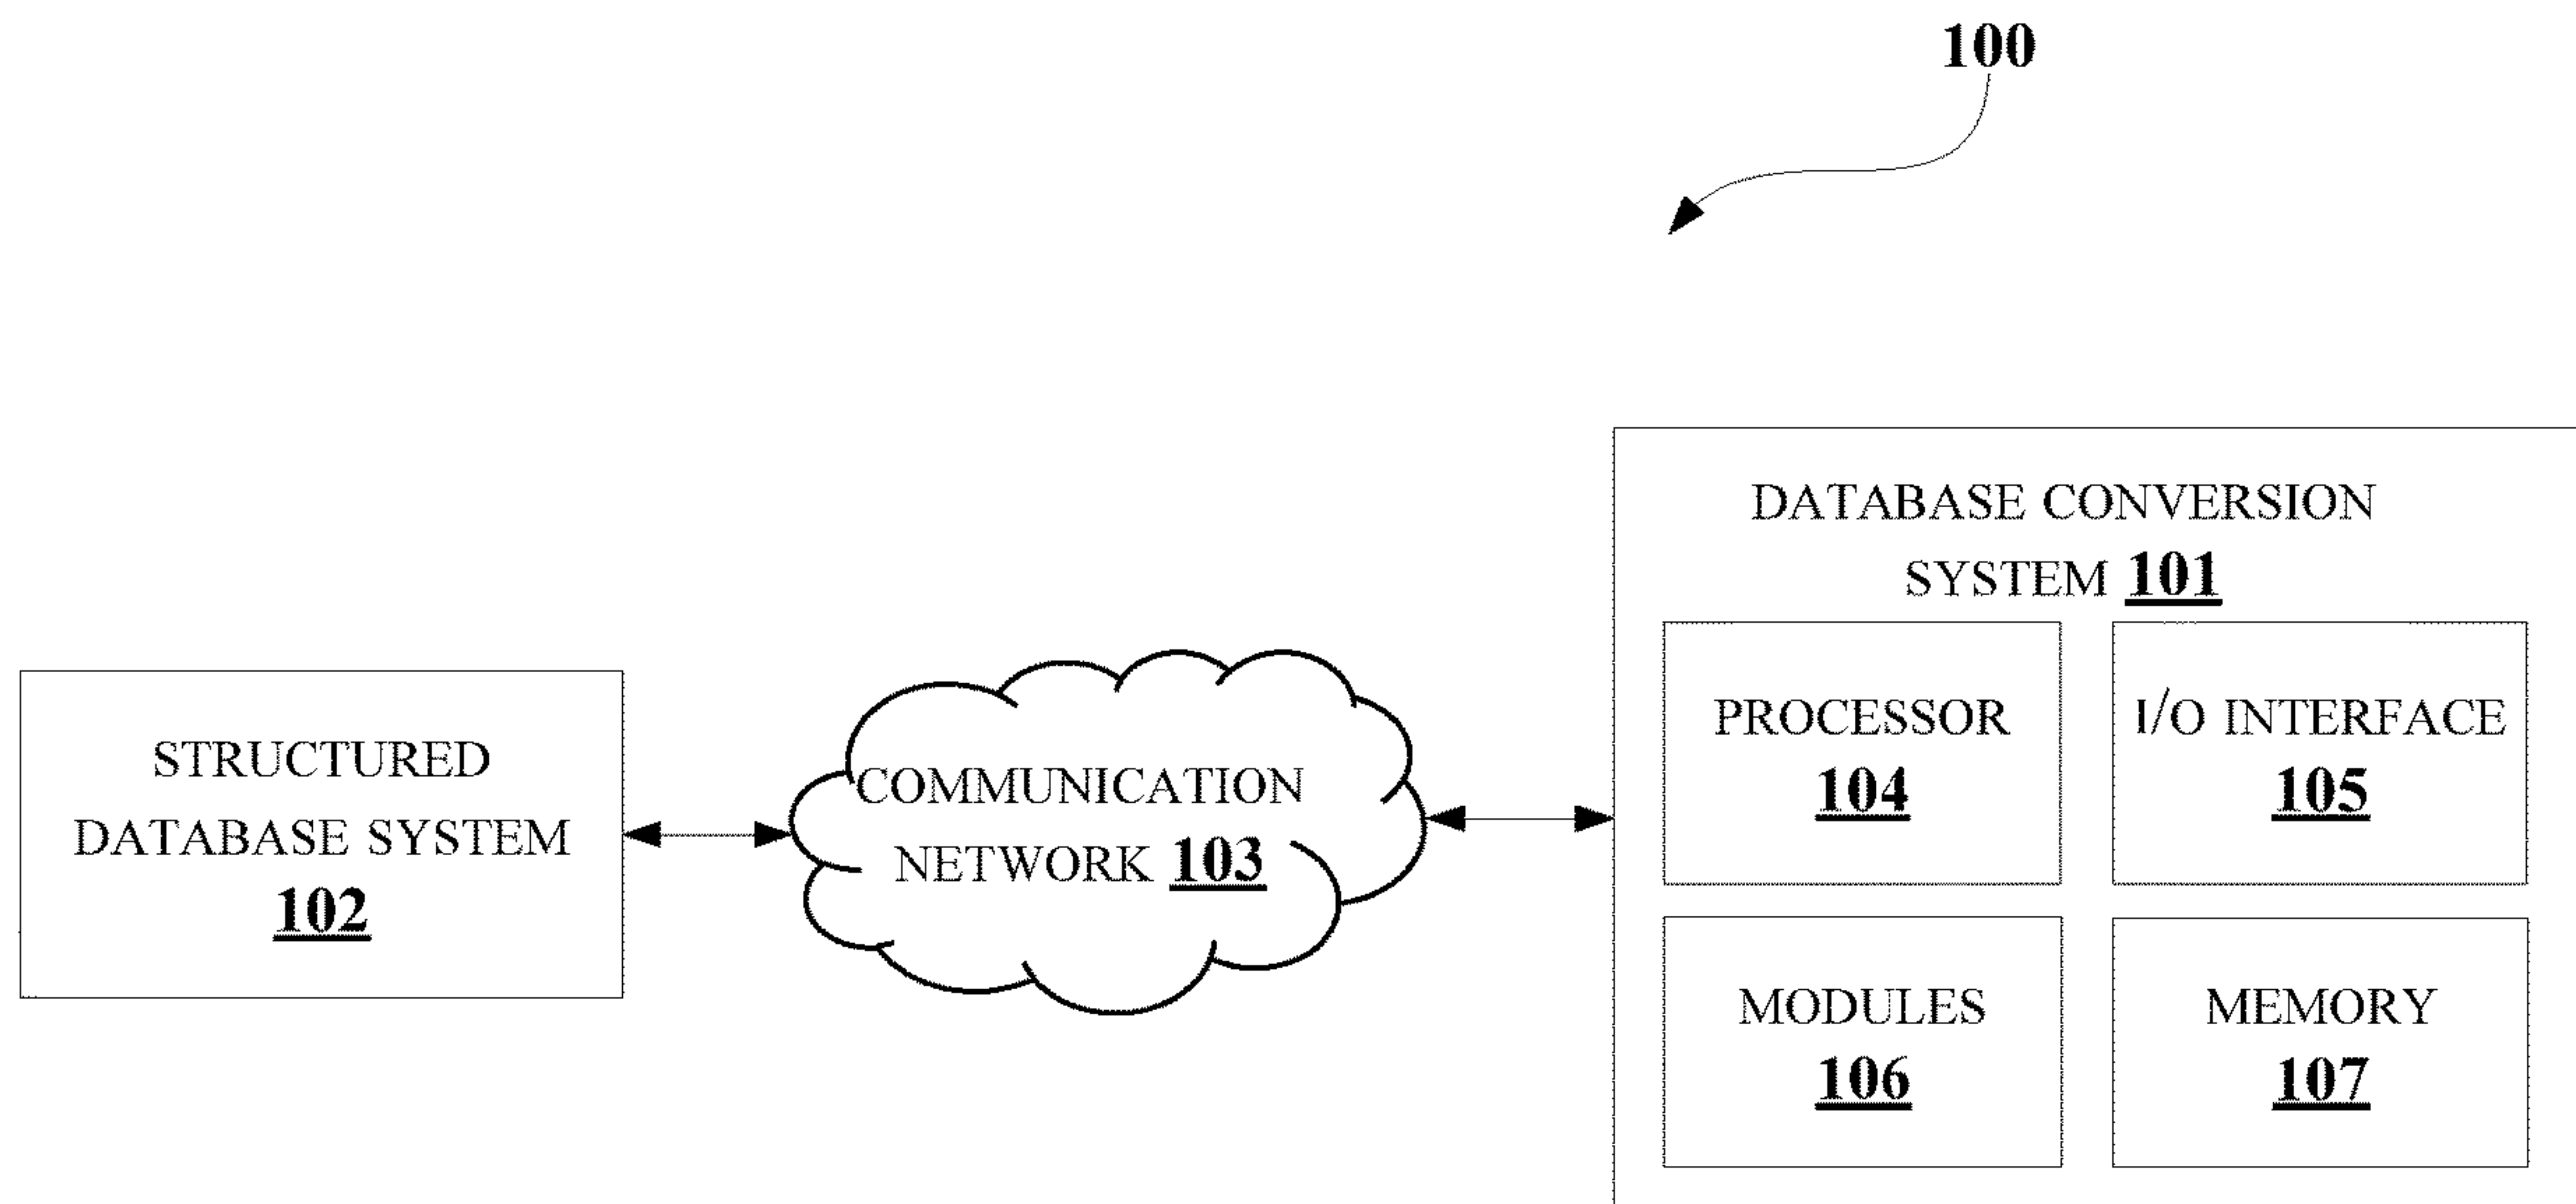 100
STRUCTURED
DATABASE SYSTEM
102
COMMUNICATION
NETWORK 103
DATABASE CONVERSION
SYSTEM 101
PROCESSOR
104
I/O INTERFACE
105
MODULES
106
MEMORY
107